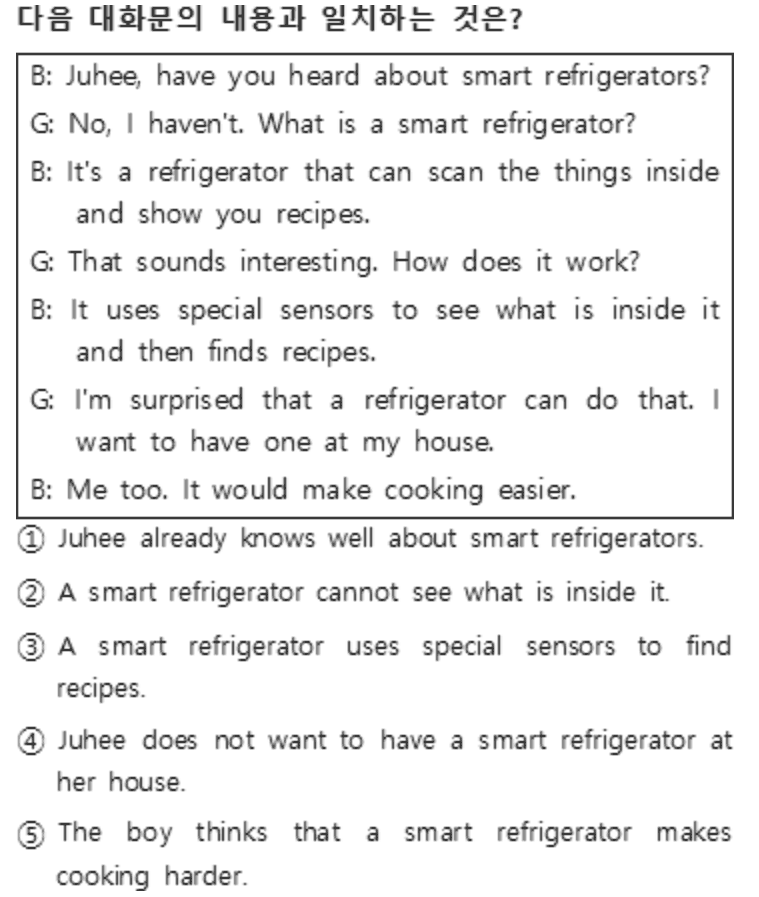 다음 대화문의 내용과 일치하는 것은?
B: Juhee, have you heard about smart refrigerators?
G: No, I haven't. What is a smart refrigerator?
B: It's a refrigerator that can scan the things inside
and show you recipes.
G: That sounds interesting. How does it work?
B: It uses special sensors to see what is inside it
and then finds recipes.
G: I'm surprised that a refrigerator can do that. I
want to have one at my house.
B: Me too. It would make cooking easier.
① Juhee already knows well about smart refrigerators.
② A smart refrigerator cannot see what is inside it.
③ A smart refrigerator uses special sensors to find
recipes.
④ Juhee does not want to have a smart refrigerator at
her house.
⑤ The boy thinks that a smart refrigerator makes
cooking harder.